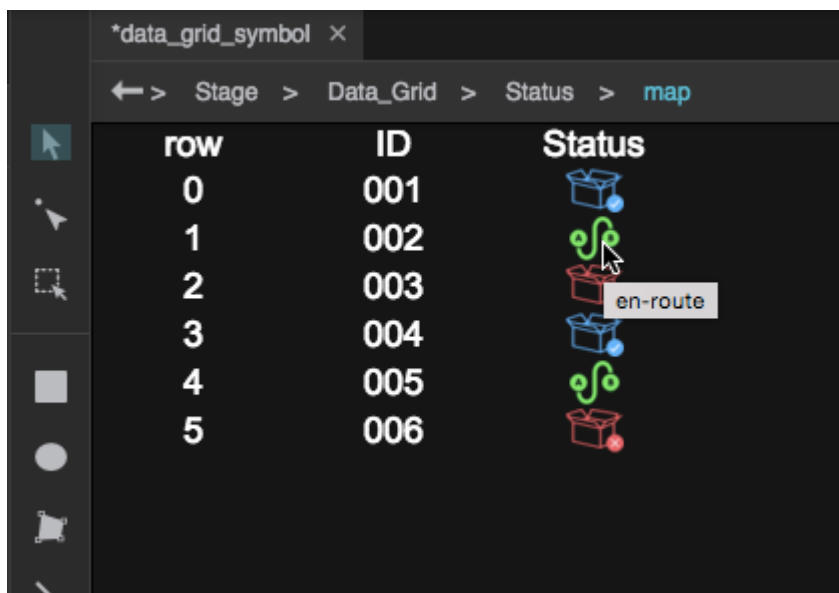 *data_grid_symbol ×
←> Stage > Data_Grid > Status > map
row ID Status
0 001
1 002
2 003
en-route
3 004
4 005
5 006